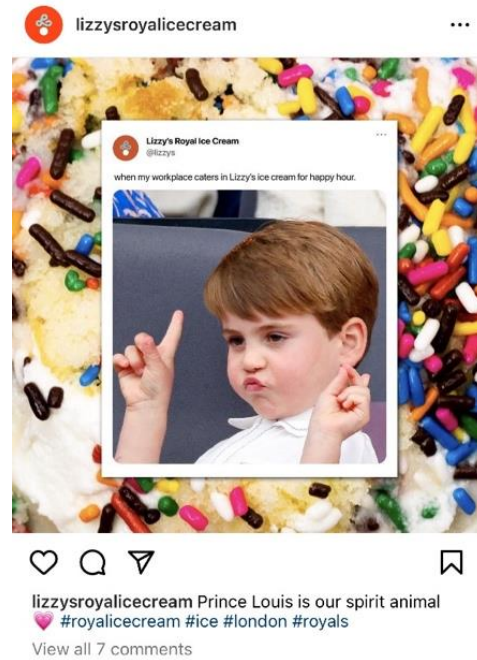 lizzysroyalicecream
Lizzy's Royal Ice Cream
@lizzys
when my workplace caters in Lizzy's ice cream for happy hour.
lizzysroyalicecream Prince Louis is our spirit animal
#royalicecream #ice #london #royals
View all 7 comments